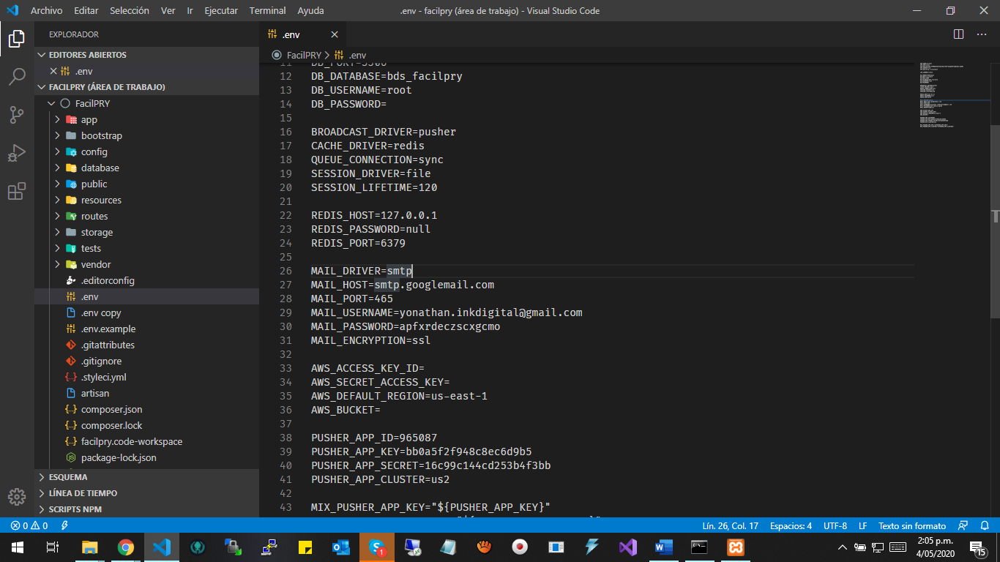 Archivo Editar Selección Ver Ir Ejecutar Terminal Ayuda
.env - facilpry (área de trabajo) - Visual Studio Code
EXPLORADOR
EDITORES ABIERTOS
.env
FACILPRY (ÁREA DE TRABAJO)
FacilPRY
app
bootstrap
config
database
public
resources
routes
storage
tests
vendor
.editorconfig
.env
.env copy
.env.example
.gitattributes
.gitignore
.styleci.yml
artisan
composer.json
composer.lock
facilpry.code-workspace
package-lock.json
ESQUEMA
LÍNEA DE TIEMPO
SCRIPTS NPM
.env
FacilPRY > .env
11 DB_PORT=3306
12 DB_DATABASE=bds_facilpry
13 DB_USERNAME=root
14 DB_PASSWORD=
15
16 BROADCAST_DRIVER=pusher
17 CACHE_DRIVER=redis
18 QUEUE_CONNECTION=sync
19 SESSION_DRIVER=file
20 SESSION_LIFETIME=120
21
22 REDIS_HOST=127.0.0.1
23 REDIS_PASSWORD=null
24 REDIS_PORT=6379
25
26 MAIL_DRIVER=smtp
27 MAIL_HOST=smtp.googlemail.com
28 MAIL_PORT=465
29 MAIL_USERNAME=yonathan.inkdigital@gmail.com
30 MAIL_PASSWORD=apfxrdeczscxgcmo
31 MAIL_ENCRYPTION=ssl
32
33 AWS_ACCESS_KEY_ID=
34 AWS_SECRET_ACCESS_KEY=
35 AWS_DEFAULT_REGION=us-east-1
36 AWS_BUCKET=
37
38 PUSHER_APP_ID=965087
39 PUSHER_APP_KEY=bb0a5f2f948c8ec6d9b5
40 PUSHER_APP_SECRET=16c99c144cd253b4f3bb
41 PUSHER_APP_CLUSTER=us2
42
43 MIX_PUSHER_APP_KEY="${PUSHER_APP_KEY}"
0 0
Lín. 26, Col. 17 Espacios: 4 UTF-8 LF Texto sin formato
2:05 p.m.
4/05/2020
1
15